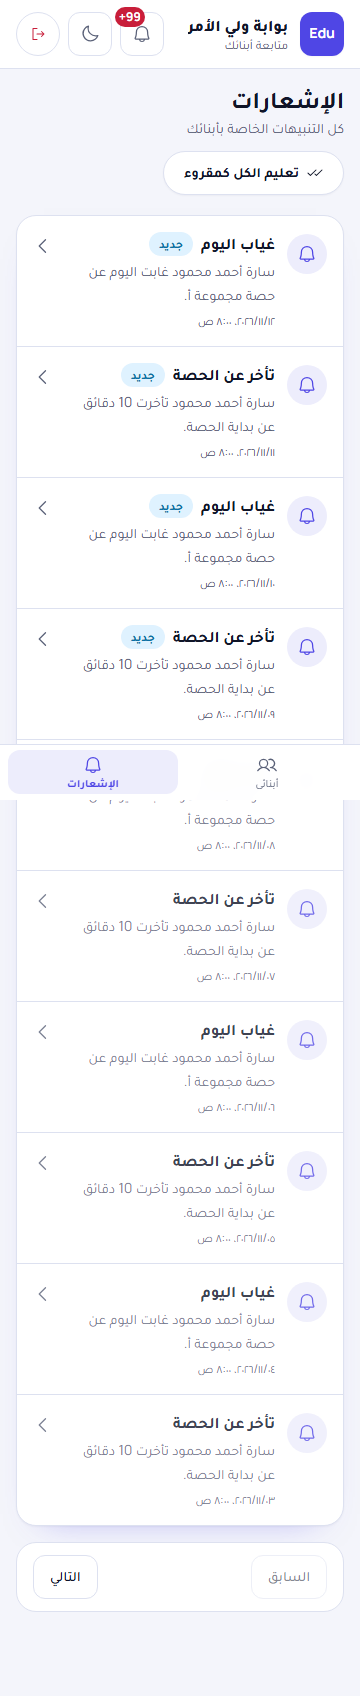 Edu
بوابة ولي الأمر
متابعة أبنائك
99+
الإشعارات
كل التنبيهات الخاصة بأبنائك
تعليم الكل كمقروء
غياب اليوم جديد
سارة أحمد محمود غابت اليوم عن
حصة مجموعة أ.
١٢‏/١١‏/٢٠٢٦، ٨:٠٠ ص
تأخر عن الحصة جديد
سارة أحمد محمود تأخرت 10 دقائق
عن بداية الحصة.
١١‏/١١‏/٢٠٢٦، ٨:٠٠ ص
غياب اليوم جديد
سارة أحمد محمود غابت اليوم عن
حصة مجموعة أ.
١٠‏/١١‏/٢٠٢٦، ٨:٠٠ ص
تأخر عن الحصة جديد
سارة أحمد محمود تأخرت 10 دقائق
عن بداية الحصة.
٠٩‏/١١‏/٢٠٢٦، ٨:٠٠ ص
أبنائي
الإشعارات
حصة مجموعة أ.
٠٨‏/١١‏/٢٠٢٦، ٨:٠٠ ص
تأخر عن الحصة
سارة أحمد محمود تأخرت 10 دقائق
عن بداية الحصة.
٠٧‏/١١‏/٢٠٢٦، ٨:٠٠ ص
غياب اليوم
سارة أحمد محمود غابت اليوم عن
حصة مجموعة أ.
٠٦‏/١١‏/٢٠٢٦، ٨:٠٠ ص
تأخر عن الحصة
سارة أحمد محمود تأخرت 10 دقائق
عن بداية الحصة.
٠٥‏/١١‏/٢٠٢٦، ٨:٠٠ ص
غياب اليوم
سارة أحمد محمود غابت اليوم عن
حصة مجموعة أ.
٠٤‏/١١‏/٢٠٢٦، ٨:٠٠ ص
تأخر عن الحصة
سارة أحمد محمود تأخرت 10 دقائق
عن بداية الحصة.
٠٣‏/١١‏/٢٠٢٦، ٨:٠٠ ص
السابق
التالي